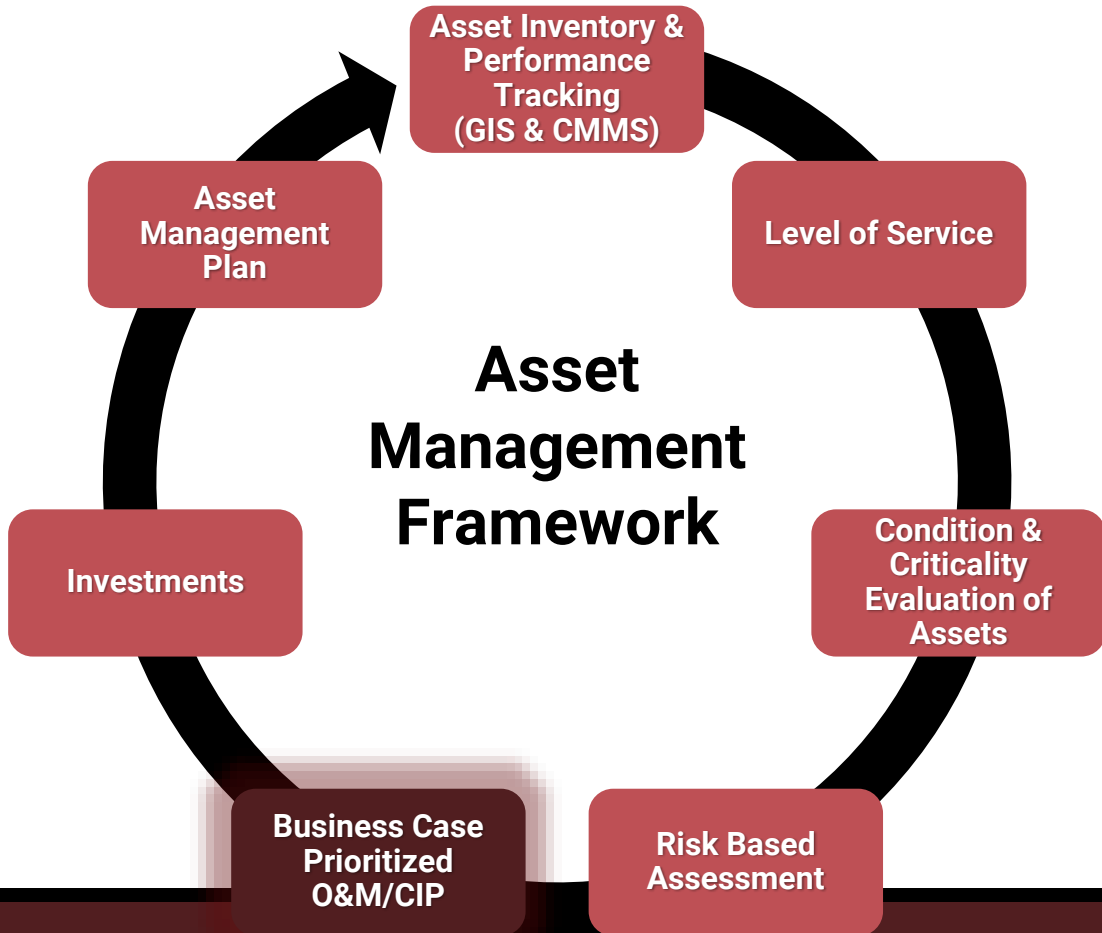 Asset Inventory &
Performance
Tracking
(GIS & CMMS)
Level of Service
Condition &
Criticality
Evaluation of
Assets
Risk Based
Assessment
Business Case
Prioritized
O&M/CIP
Investments
Asset
Management
Plan
Asset
Management
Framework